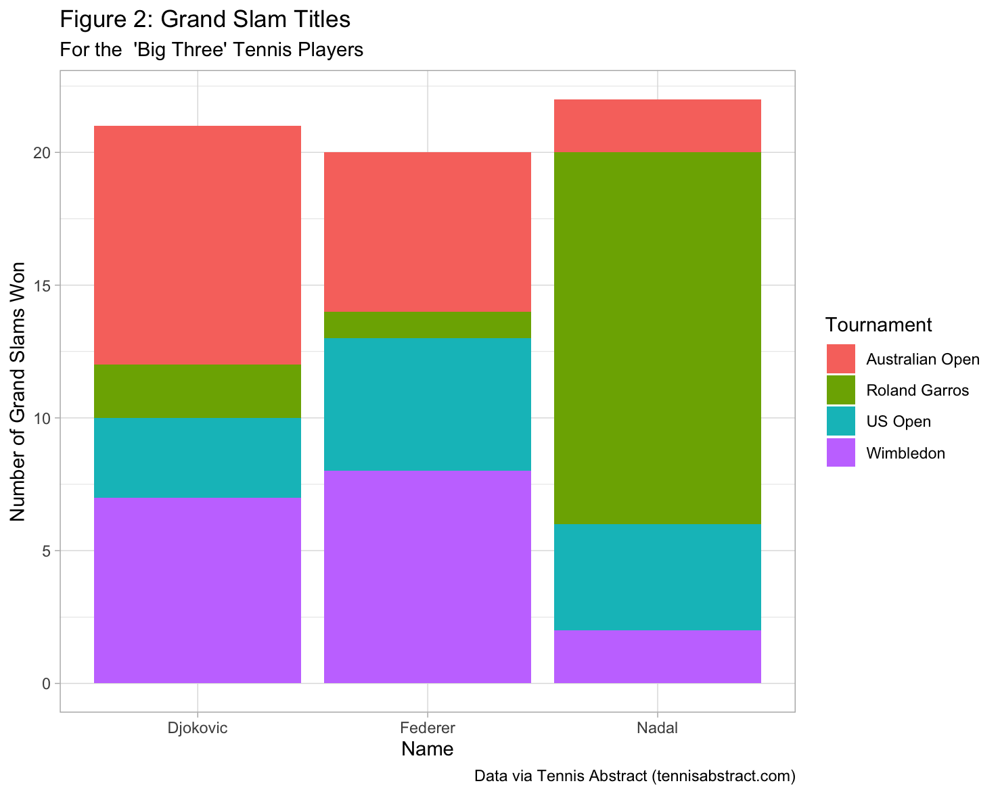 Figure 2: Grand Slam Titles
For the  'Big Three' Tennis Players
Number of Grand Slams Won
20
15
10
5
0
Djokovic
Federer
Nadal
Name
Tournament
Australian Open
Roland Garros
US Open
Wimbledon
Data via Tennis Abstract (tennisabstract.com)